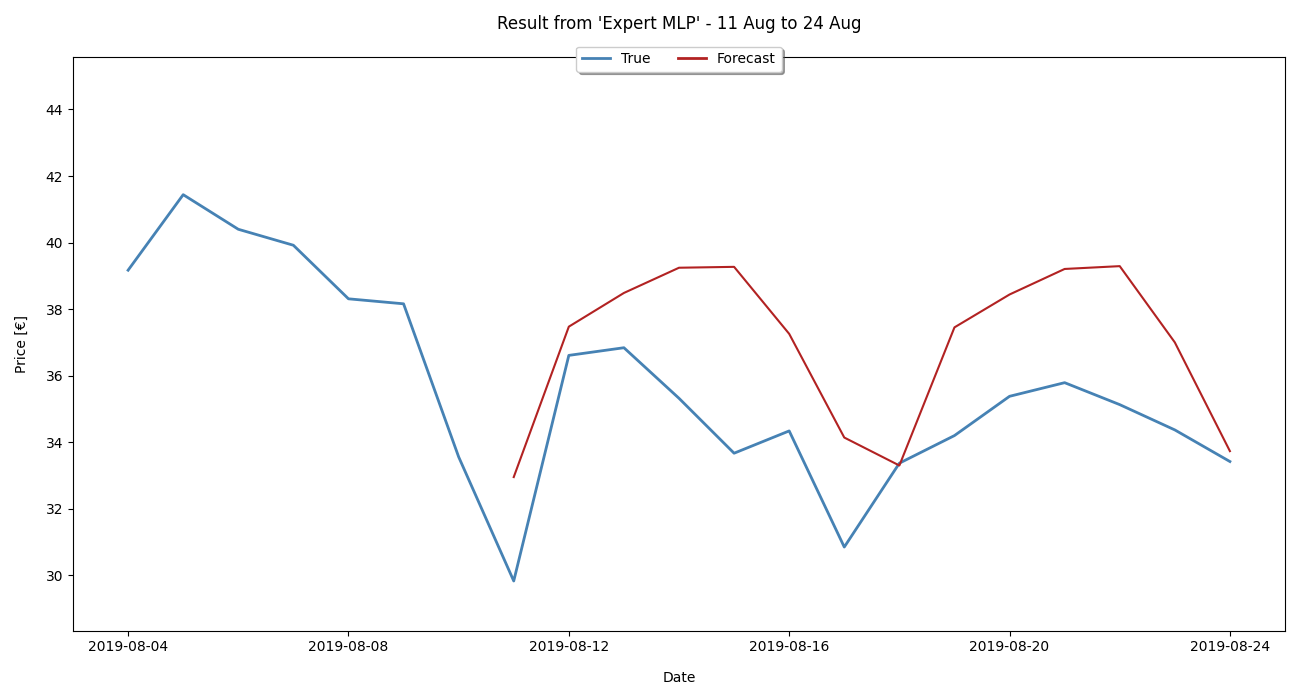 Result from 'Expert MLP' - 11 Aug to 24 Aug
True Forecast
44
42
40
38
36
34
32
30
Price [€]
2019-08-04 2019-08-08 2019-08-12 2019-08-16 2019-08-20 2019-08-24
Date